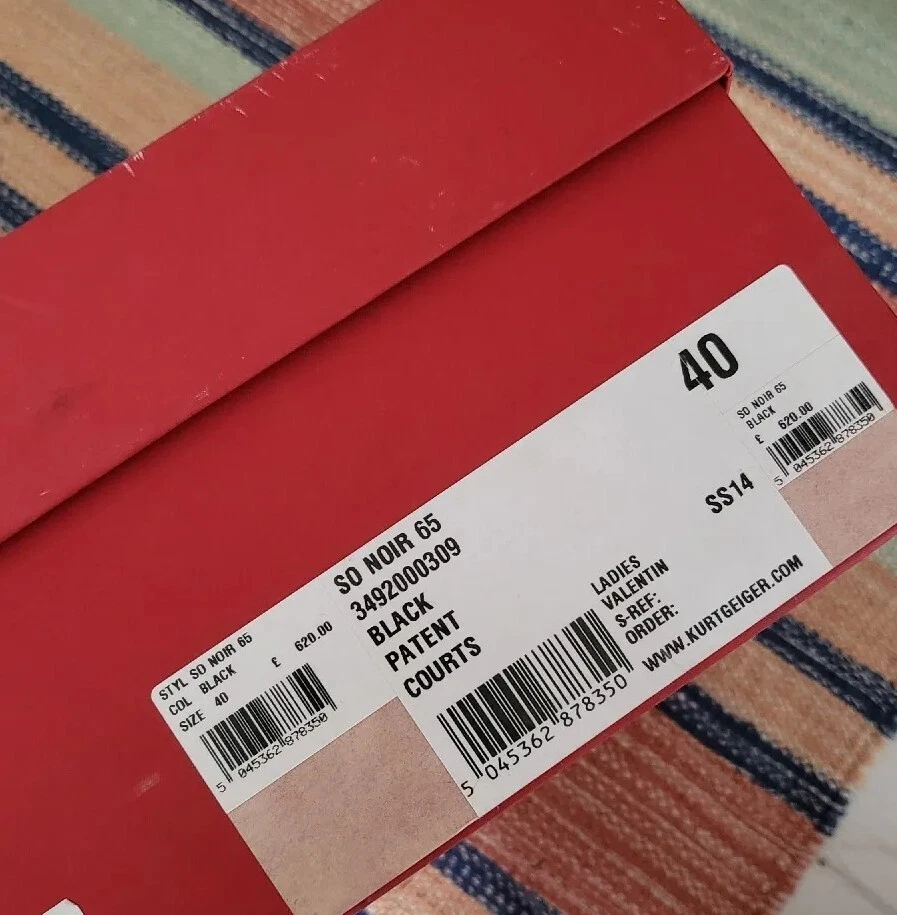 STYL SO NOIR 65
COL BLACK £ 620.00
SIZE 40
5 045362 878350
SO NOIR 65
3492000309
BLACK
PATENT
COURTS
5 045362 878350
LADIES
VALENTIN
S-REF:
ORDER:
WWW.KURTGEIGER.COM
40
SS14
SO NOIR 65
BLACK
£ 620.00
5 045362 878350